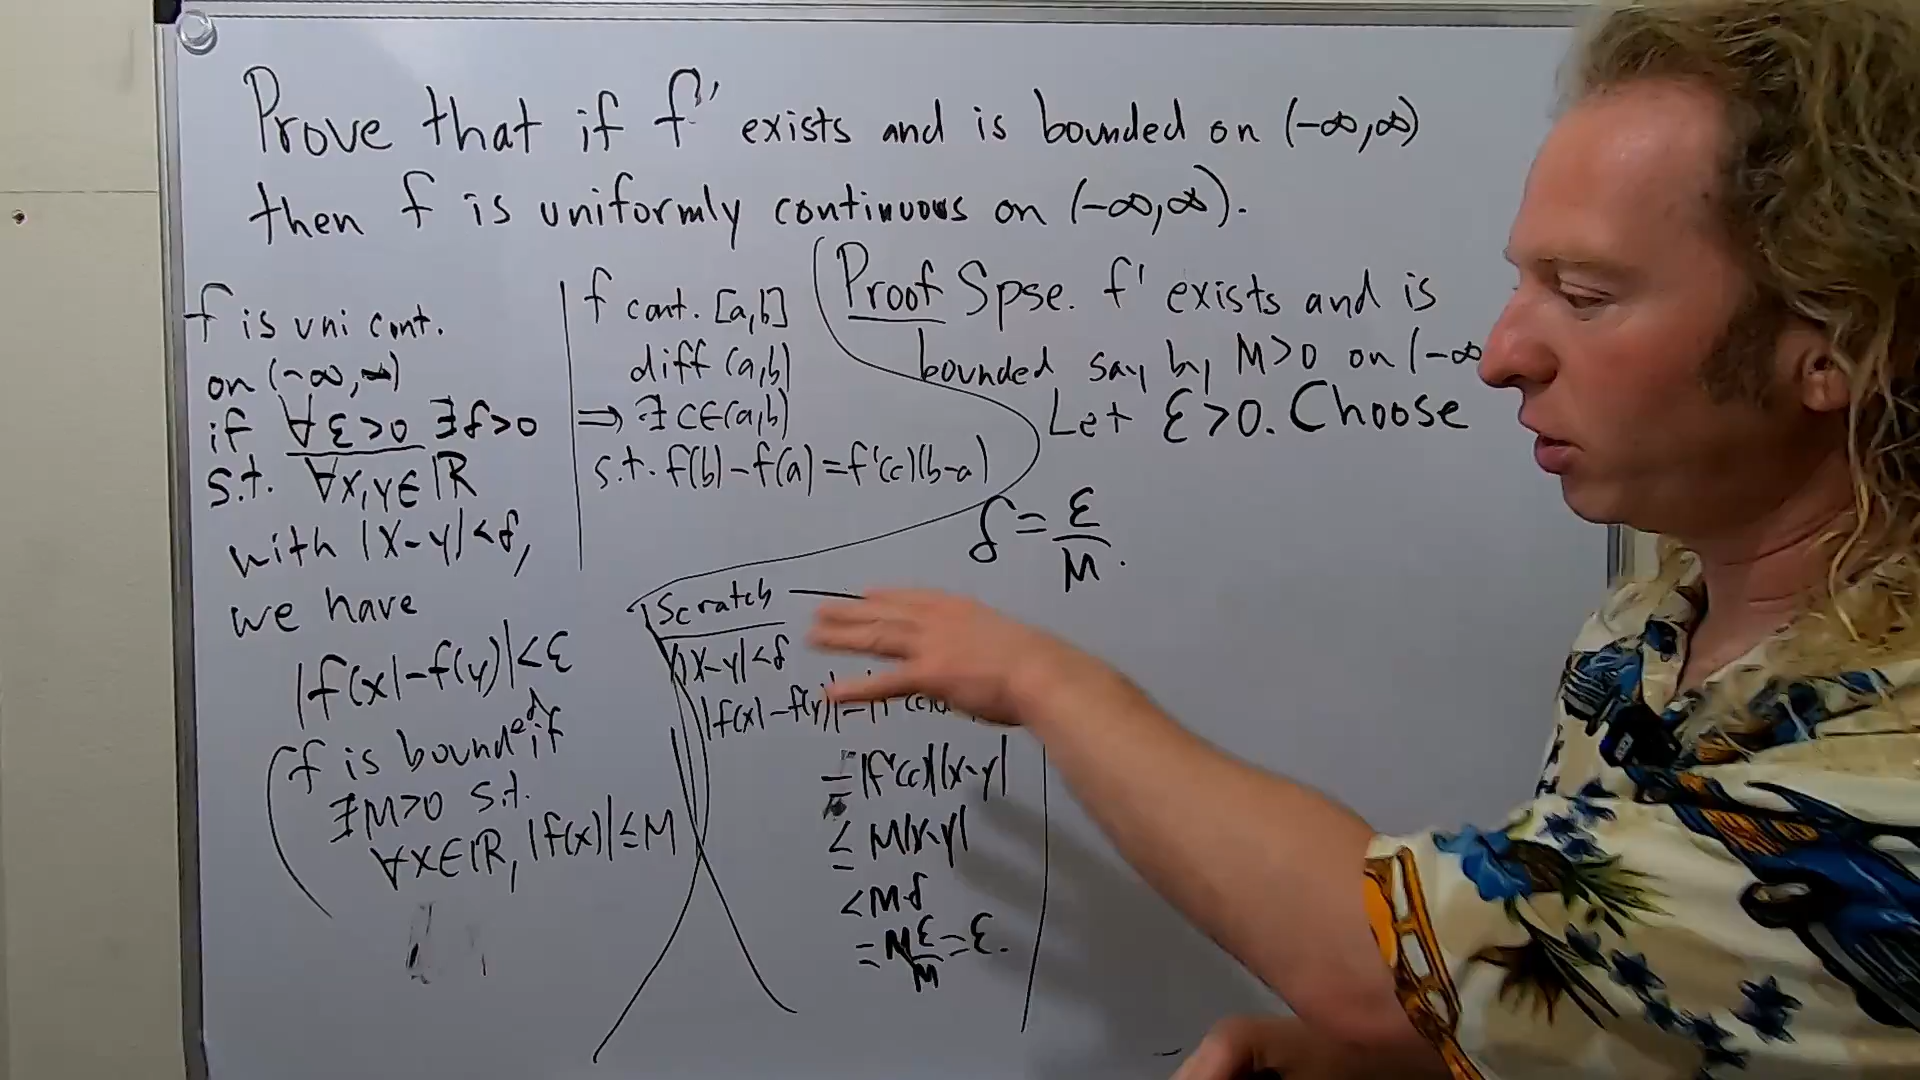 Prove that if f' exists and is bounded on (-∞,∞)
then f is uniformly continuous on (-∞,∞).
f is uni cont.
on (-∞,∞)
if ∀ε>0 ∃δ>0
s.t. ∀x,y∈ℝ
with |x-y|<δ,
we have
|f(x)-f(y)|<ε
f is bounded if
∃M>0 s.t.
∀x∈ℝ, |f(x)|≤M
f cont. [a,b]
diff (a,b)
⇒ ∃ c∈(a,b)
s.t. f(b)-f(a)=f'(c)(b-a)
Proof Spse. f' exists and is
bounded say by M>0 on (-∞
Let ε>0. Choose
δ=ε/M.
Scratch
|x-y|<δ
|f(x)-f(y)|=|f'(c)(
=|f'(c)||x-y|
≤ M|x-y|
<Mδ
=M ε/M=ε.